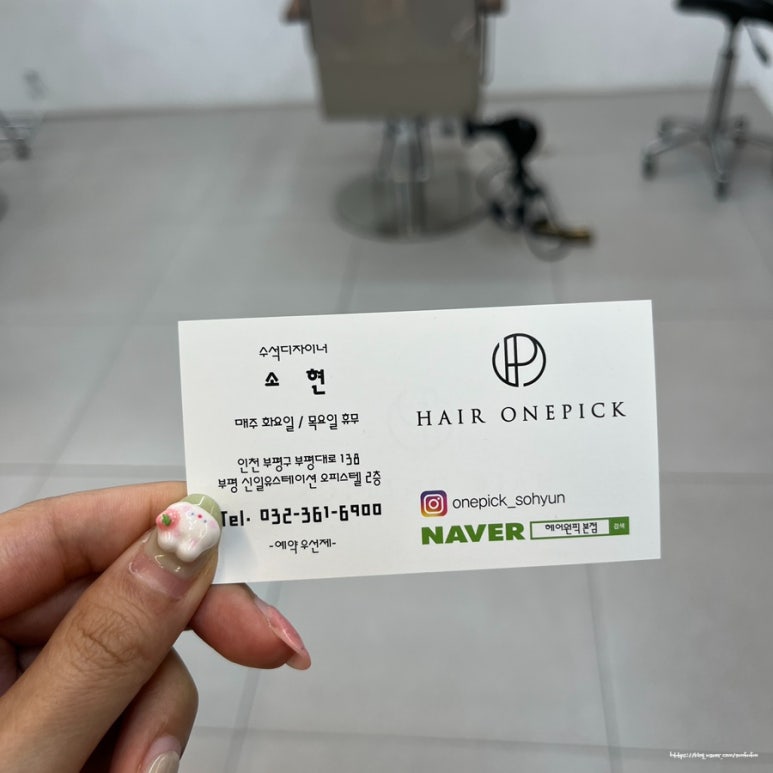 수석디자이너
소 현
매주 화요일 / 목요일 휴무
인천 부평구 부평대로 138
부평 신일유스테이션 오피스텔 2층
Tel. 032-361-6900
-예약우선제-
HAIR ONEPICK
onepick_sohyun
NAVER 헤어원픽 본점 검색